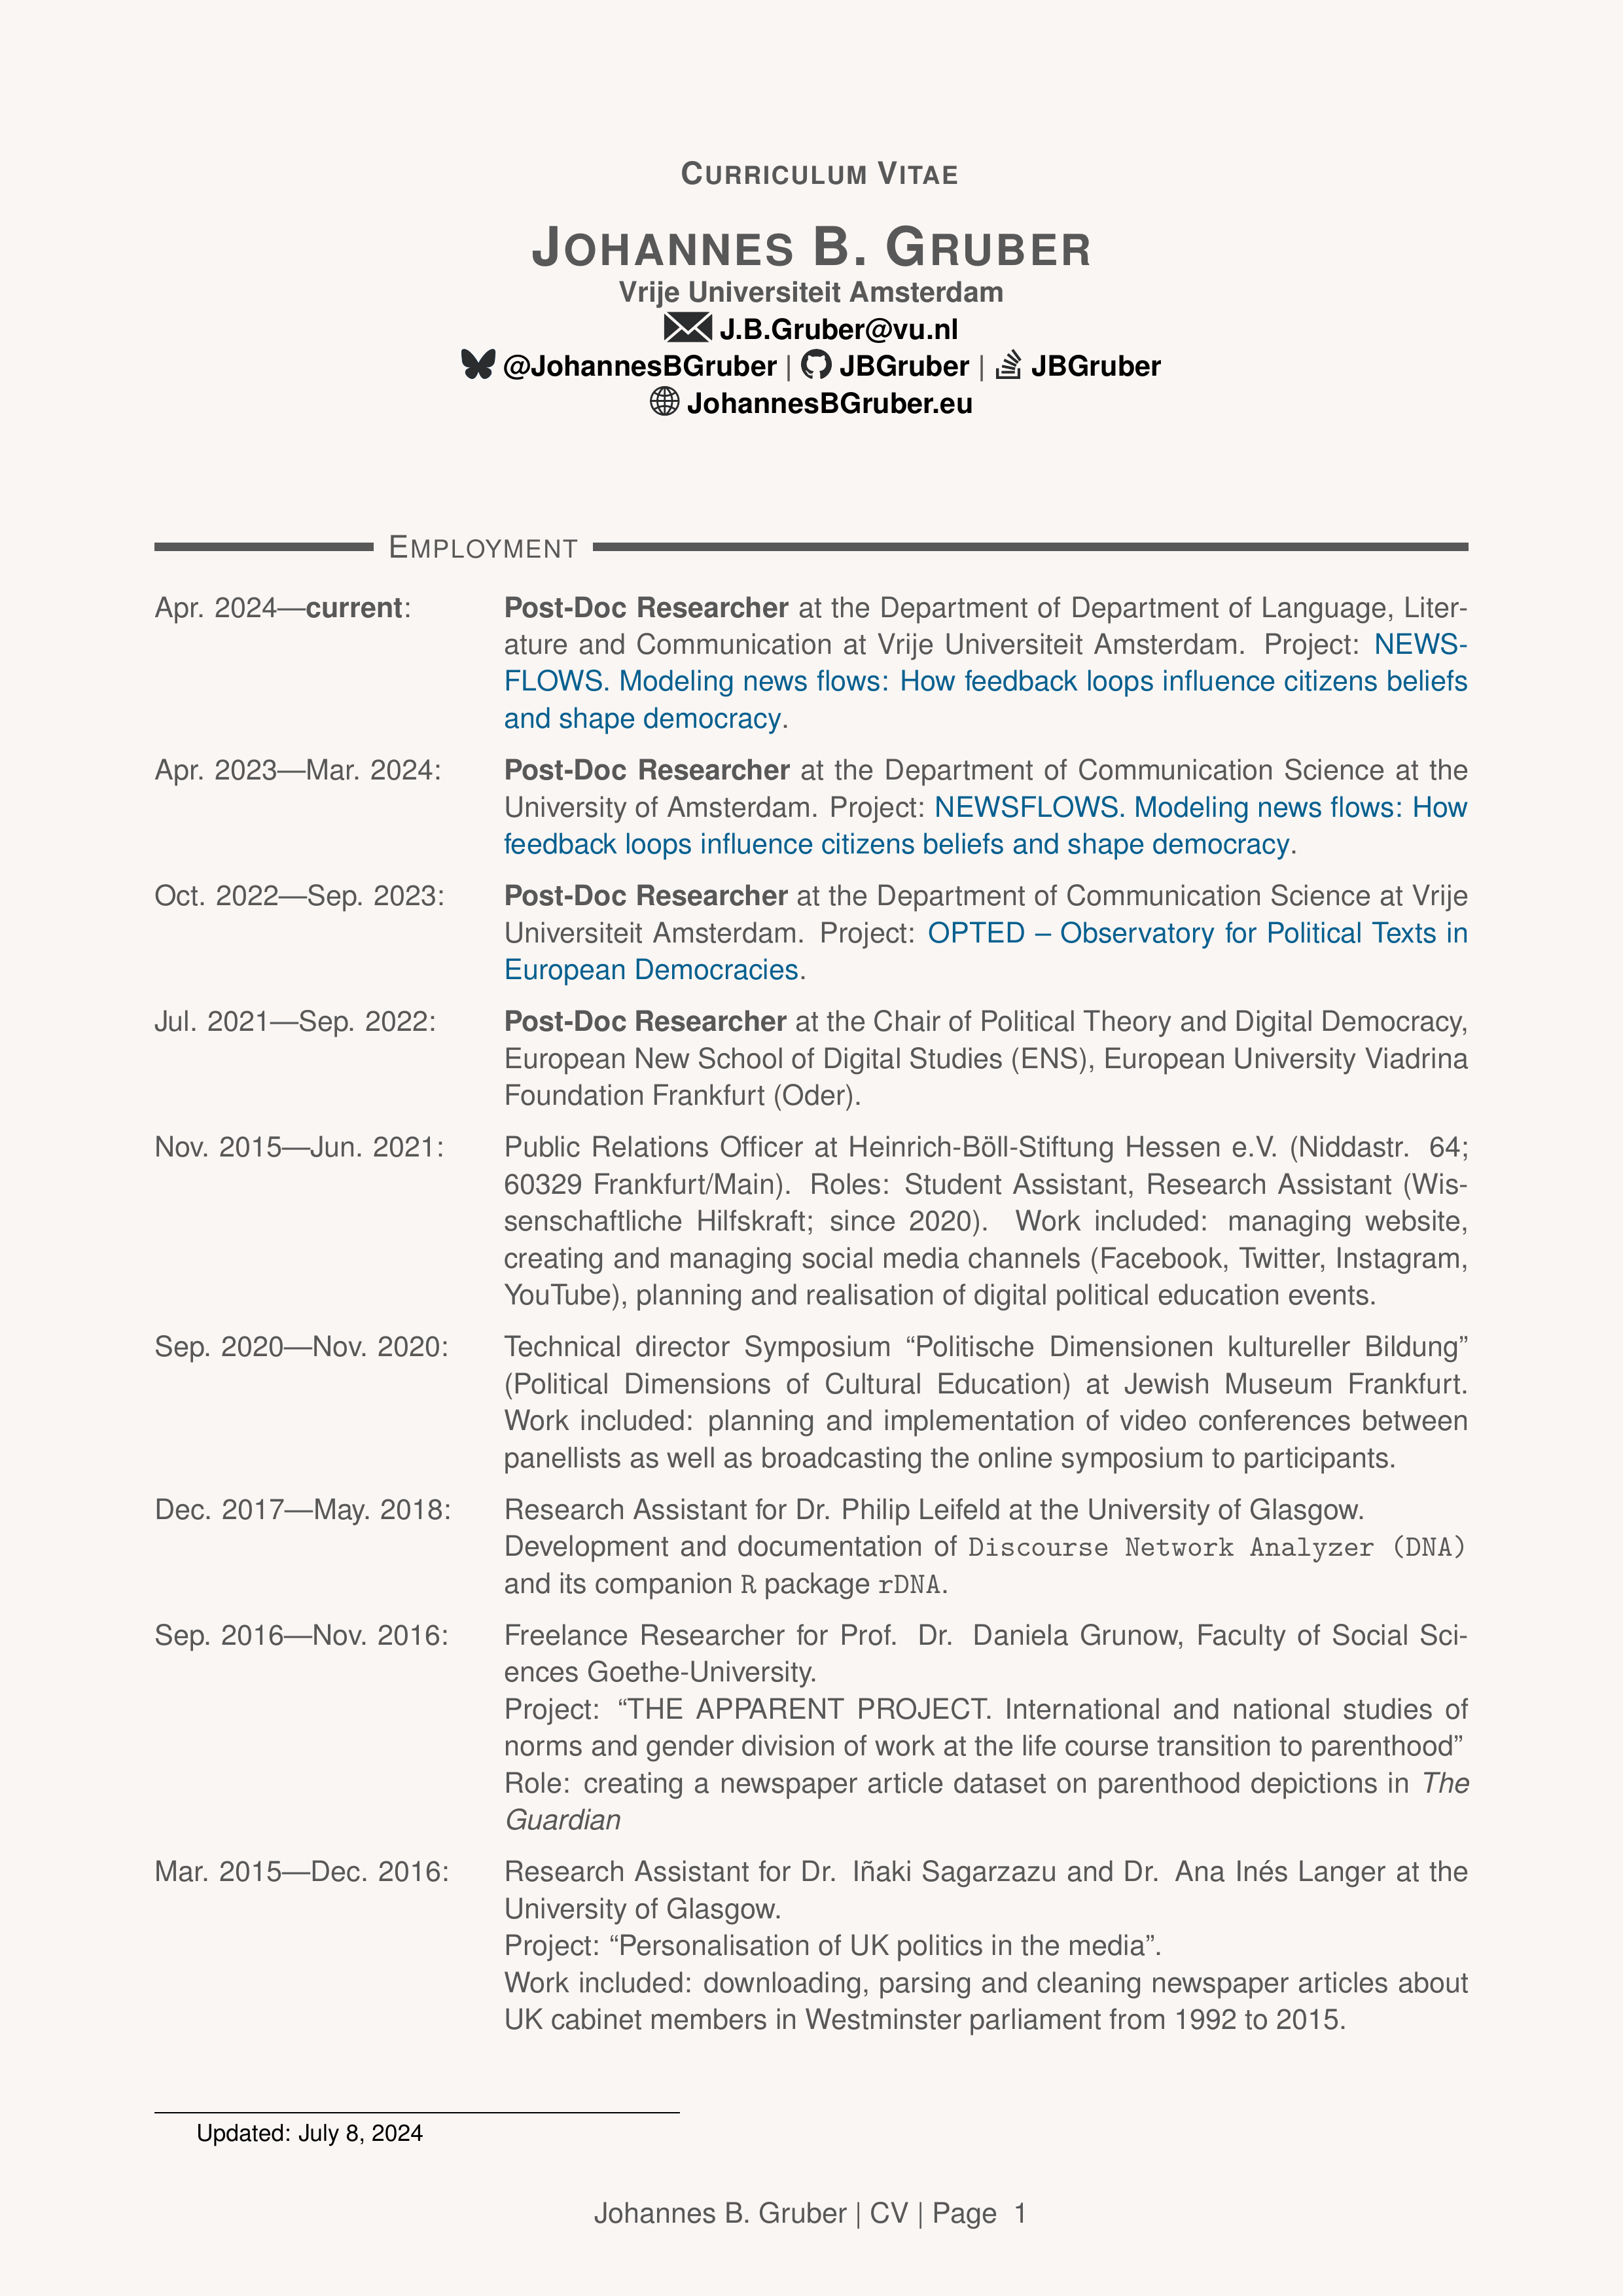 CURRICULUM VITAE
JOHANNES B. GRUBER
Vrije Universiteit Amsterdam
J.B.Gruber@vu.nl
@JohannesBGruber | JBGruber | JBGruber
JohannesBGruber.eu
EMPLOYMENT
Apr. 2024—current: Post-Doc Researcher at the Department of Department of Language, Liter-
ature and Communication at Vrije Universiteit Amsterdam. Project: NEWS-
FLOWS. Modeling news flows: How feedback loops influence citizens beliefs
and shape democracy.
Apr. 2023—Mar. 2024: Post-Doc Researcher at the Department of Communication Science at the
University of Amsterdam. Project: NEWSFLOWS. Modeling news flows: How
feedback loops influence citizens beliefs and shape democracy.
Oct. 2022—Sep. 2023: Post-Doc Researcher at the Department of Communication Science at Vrije
Universiteit Amsterdam. Project: OPTED – Observatory for Political Texts in
European Democracies.
Jul. 2021—Sep. 2022: Post-Doc Researcher at the Chair of Political Theory and Digital Democracy,
European New School of Digital Studies (ENS), European University Viadrina
Foundation Frankfurt (Oder).
Nov. 2015—Jun. 2021: Public Relations Officer at Heinrich-Böll-Stiftung Hessen e.V. (Niddastr. 64;
60329 Frankfurt/Main). Roles: Student Assistant, Research Assistant (Wis-
senschaftliche Hilfskraft; since 2020). Work included: managing website,
creating and managing social media channels (Facebook, Twitter, Instagram,
YouTube), planning and realisation of digital political education events.
Sep. 2020—Nov. 2020: Technical director Symposium “Politische Dimensionen kultureller Bildung”
(Political Dimensions of Cultural Education) at Jewish Museum Frankfurt.
Work included: planning and implementation of video conferences between
panellists as well as broadcasting the online symposium to participants.
Dec. 2017—May. 2018: Research Assistant for Dr. Philip Leifeld at the University of Glasgow.
Development and documentation of Discourse Network Analyzer (DNA)
and its companion R package rDNA.
Sep. 2016—Nov. 2016: Freelance Researcher for Prof. Dr. Daniela Grunow, Faculty of Social Sci-
ences Goethe-University.
Project: “THE APPARENT PROJECT. International and national studies of
norms and gender division of work at the life course transition to parenthood”
Role: creating a newspaper article dataset on parenthood depictions in The
Guardian
Mar. 2015—Dec. 2016: Research Assistant for Dr. Iñaki Sagarzazu and Dr. Ana Inés Langer at the
University of Glasgow.
Project: “Personalisation of UK politics in the media”.
Work included: downloading, parsing and cleaning newspaper articles about
UK cabinet members in Westminster parliament from 1992 to 2015.
Updated: July 8, 2024
Johannes B. Gruber | CV | Page 1